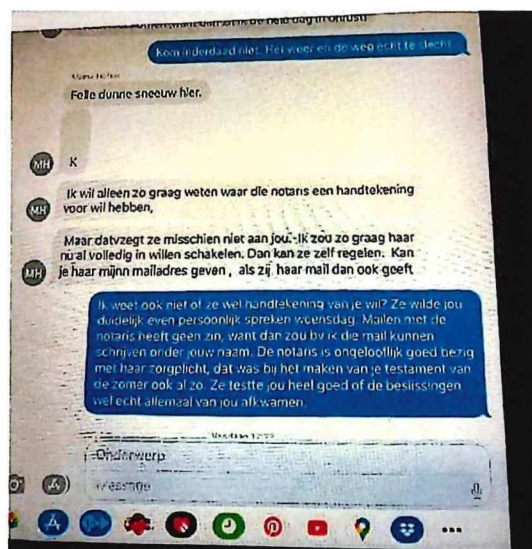 Kom inderdaad niet. Het weer en de weg echt te slecht
Felle dunne sneeuw hier.
MH
K
Ik wil alleen zo graag weten waar die notaris een handtekening
MH
voor wil hebben,
Maar datvzegt ze misschien niet aan jou. Ik zou zo graag haar
nu al volledig in willen schakelen. Dan kan ze zelf regelen. Kan
MH
je haar mijnn mailadres geven , als zij haar mail dan ook geeft
Ik weet ook niet of ze wel handtekening van je wil? Ze wilde jou
duidelijk even persoonlijk spreken woensdag. Mailen met de
notaris heeft geen zin, want dan zou bv ik die mail kunnen
schrijven onder jouw naam. De notaris is ongelooflijk goed bezig
met haar zorgplicht, dat was bij het maken van je testament van
de zomer ook al zo. Ze testte jou heel goed of de beslissingen
wel echt allemaal van jou afkwamen.
Onderwerp